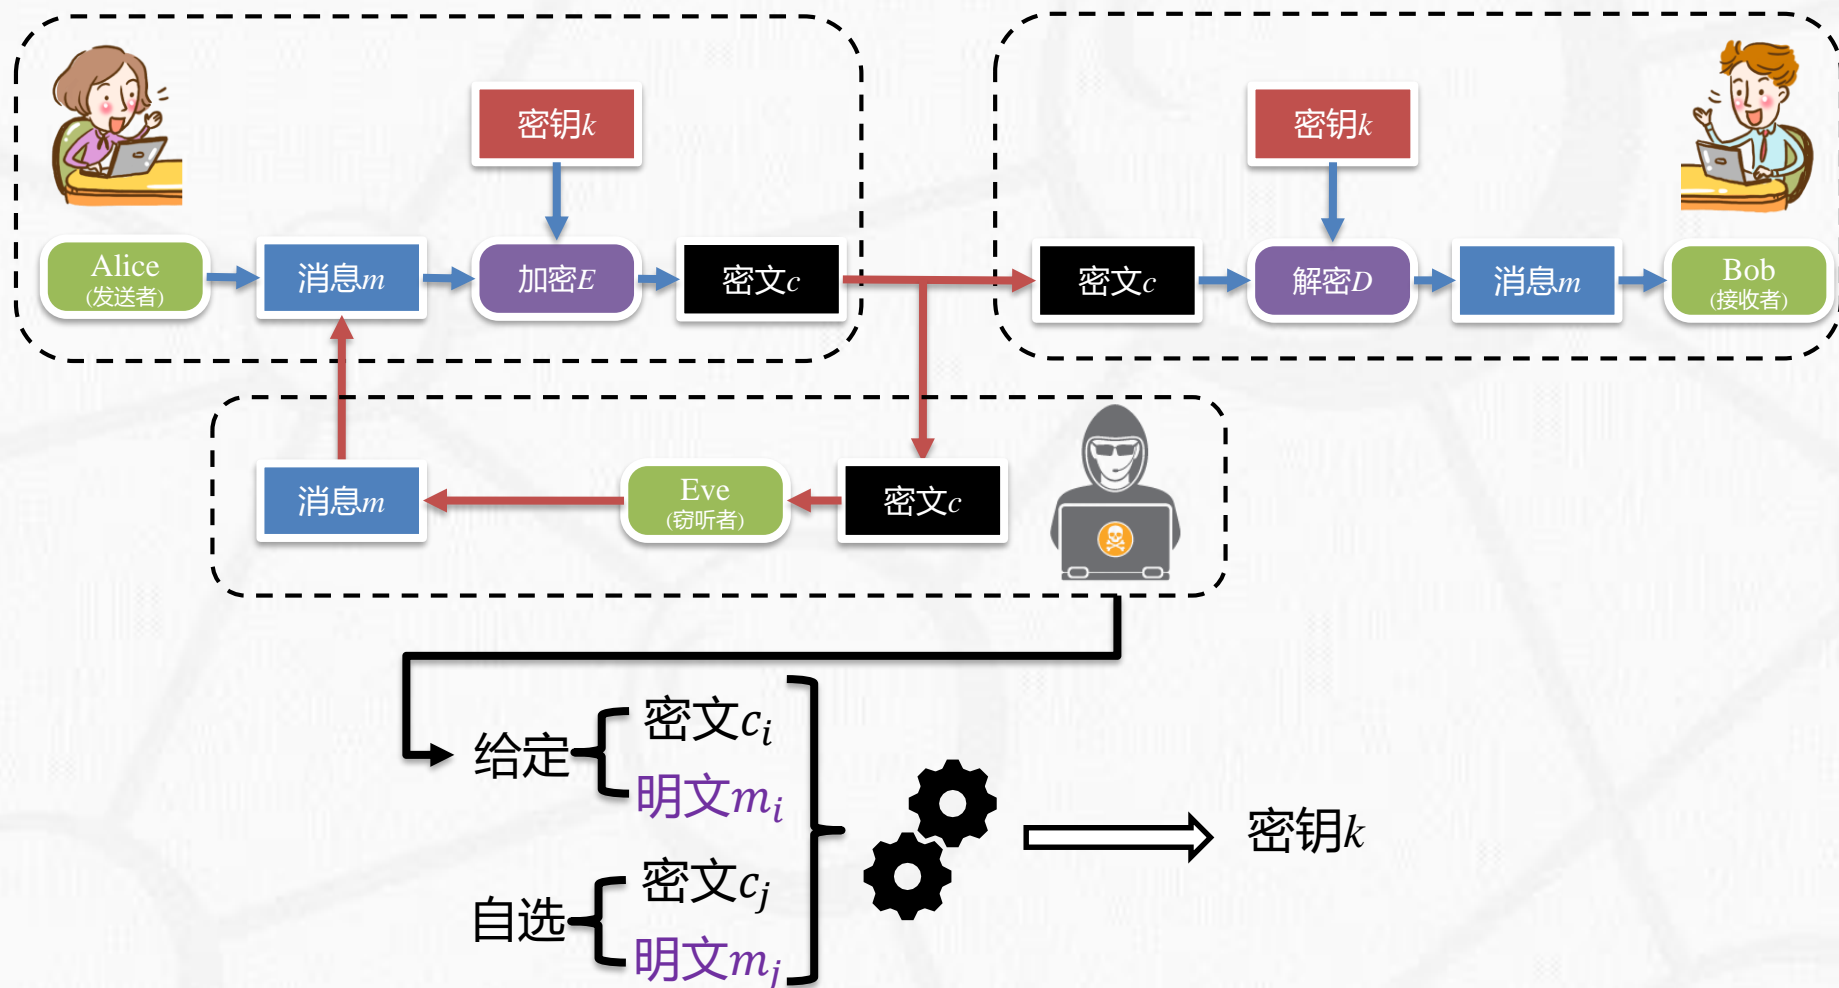 密钥k
密钥k
Alice
(发送者)
消息m
加密E
密文c
密文c
解密D
消息m
Bob
(接收者)
消息m
Eve
(窃听者)
密文c
给定
密文cᵢ
明文mᵢ
密钥k
自选
密文cⱼ
明文mⱼ